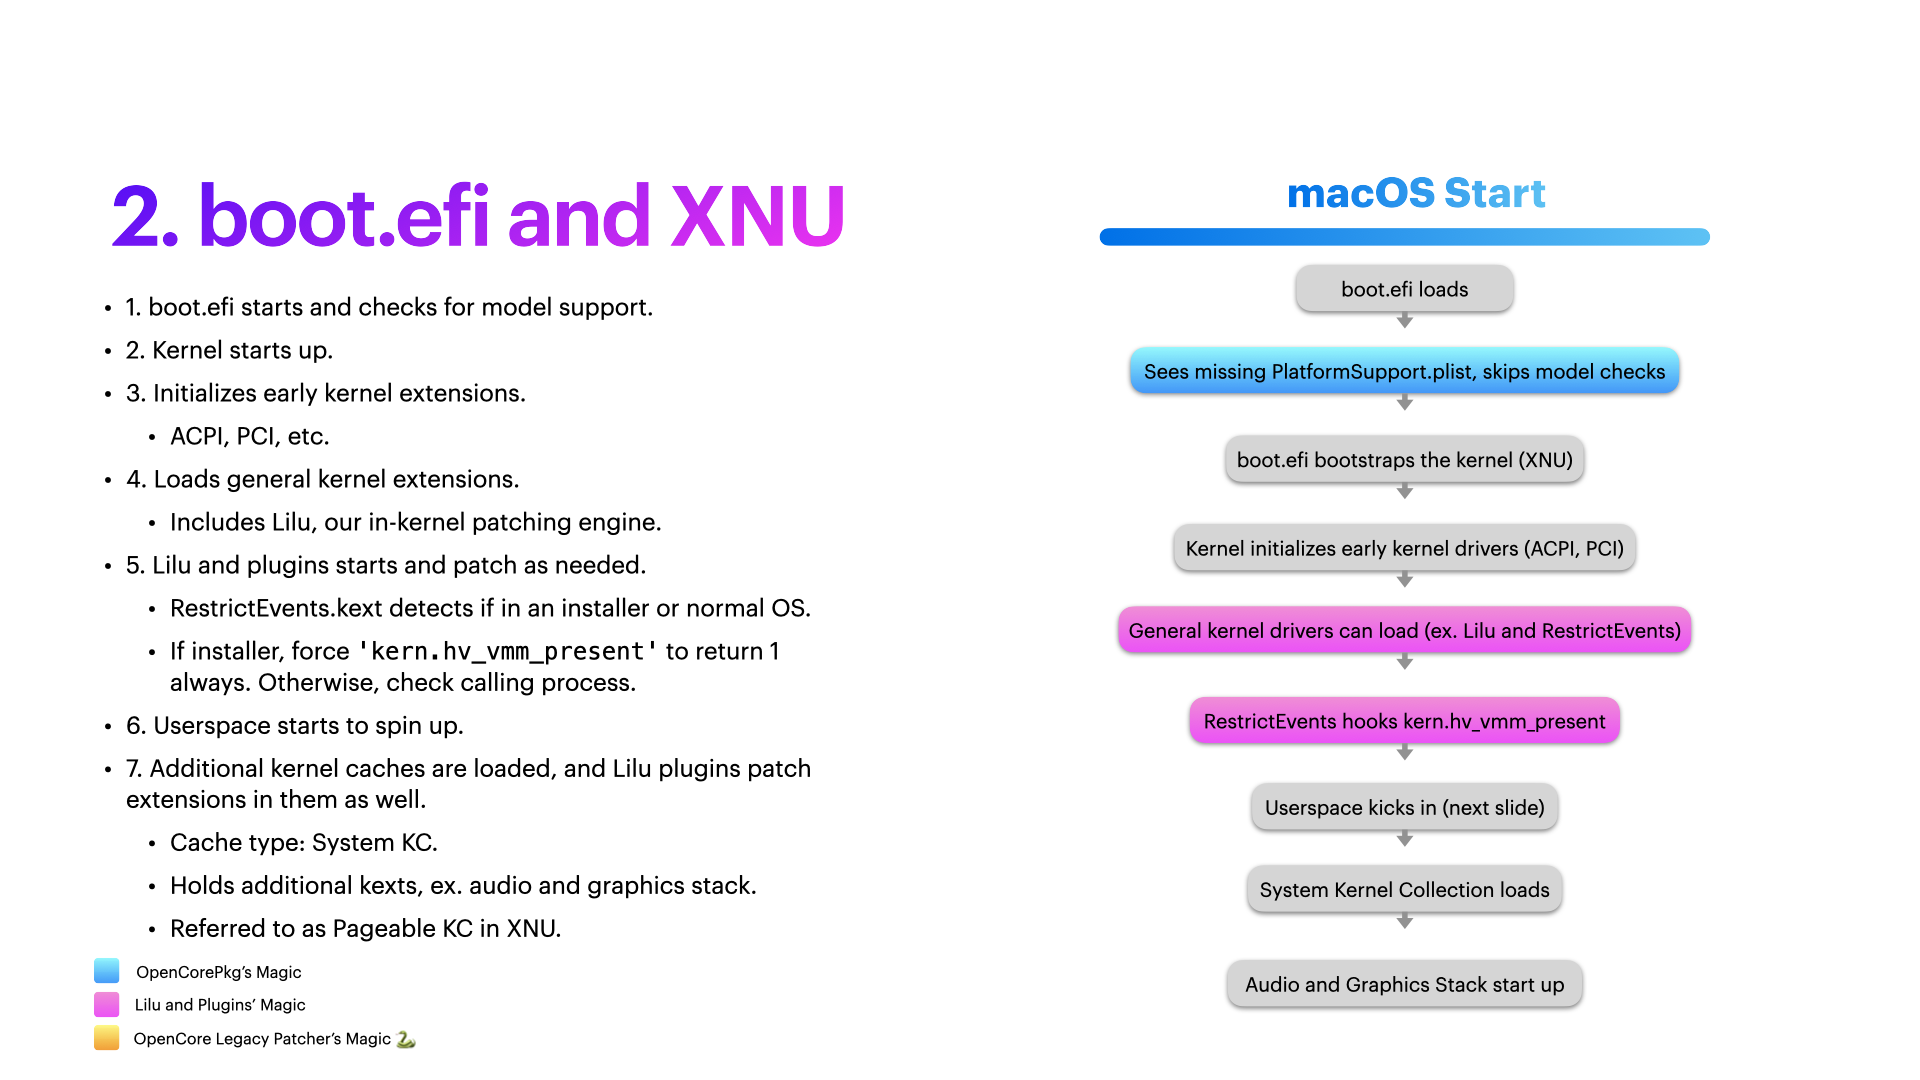 2. boot.efi and XNU
• 1. boot.efi starts and checks for model support.
• 2. Kernel starts up.
• 3. Initializes early kernel extensions.
• ACPI, PCI, etc.
• 4. Loads general kernel extensions.
• Includes Lilu, our in-kernel patching engine.
• 5. Lilu and plugins starts and patch as needed.
• RestrictEvents.kext detects if in an installer or normal OS.
• If installer, force 'kern.hv_vmm_present' to return 1
always. Otherwise, check calling process.
• 6. Userspace starts to spin up.
• 7. Additional kernel caches are loaded, and Lilu plugins patch
extensions in them as well.
• Cache type: System KC.
• Holds additional kexts, ex. audio and graphics stack.
• Referred to as Pageable KC in XNU.
OpenCorePkg’s Magic
Lilu and Plugins’ Magic
OpenCore Legacy Patcher’s Magic 🐍
macOS Start
boot.efi loads
Sees missing PlatformSupport.plist, skips model checks
boot.efi bootstraps the kernel (XNU)
Kernel initializes early kernel drivers (ACPI, PCI)
General kernel drivers can load (ex. Lilu and RestrictEvents)
RestrictEvents hooks kern.hv_vmm_present
Userspace kicks in (next slide)
System Kernel Collection loads
Audio and Graphics Stack start up